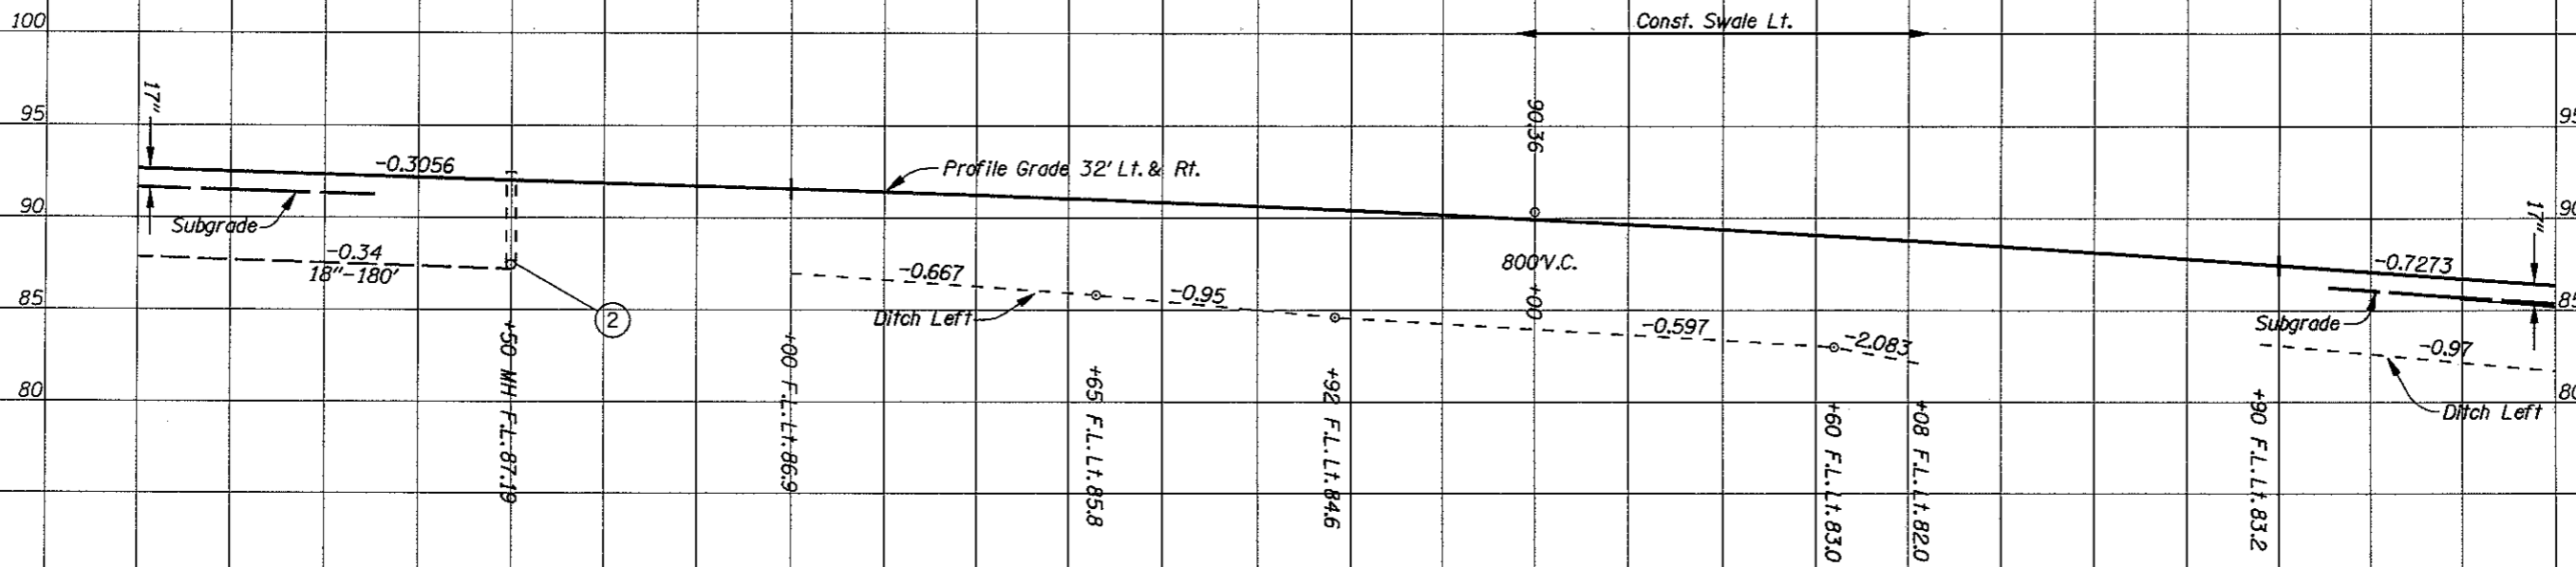 100
Const. Swale Lt.
17"
95
90.36
95
-0.3056
Profile Grade 32' Lt. & Rt.
90
Subgrade
17"
90
-0.34
18"-180'
-0.667
-0.95
800'V.C.
-0.7273
85
2
Ditch Left
+00
-0.597
-2.083
Subgrade
85
-0.97
80
+50 MH F.L. 87.19
+00 F.L. Lt. 86.9
+65 F.L. Lt. 85.8
+92 F.L. Lt. 84.6
+60 F.L. Lt. 83.0
+08 F.L. Lt. 82.0
+90 F.L. Lt. 83.2
Ditch Left
80